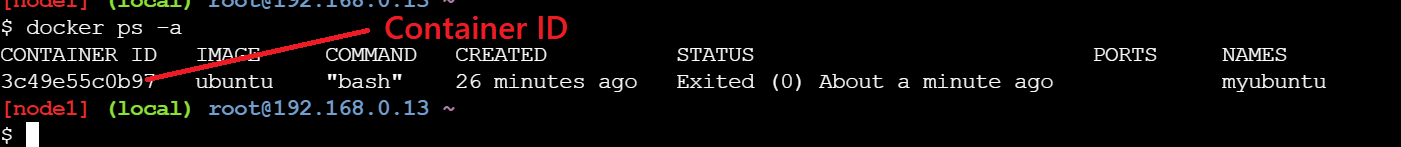 [node1] (local) root@192.168.0.13 ~
$ docker ps -a
Container ID
CONTAINER ID IMAGE COMMAND CREATED STATUS PORTS NAMES
3c49e55c0b97 ubuntu "bash" 26 minutes ago Exited (0) About a minute ago myubuntu
[node1] (local) root@192.168.0.13 ~
$